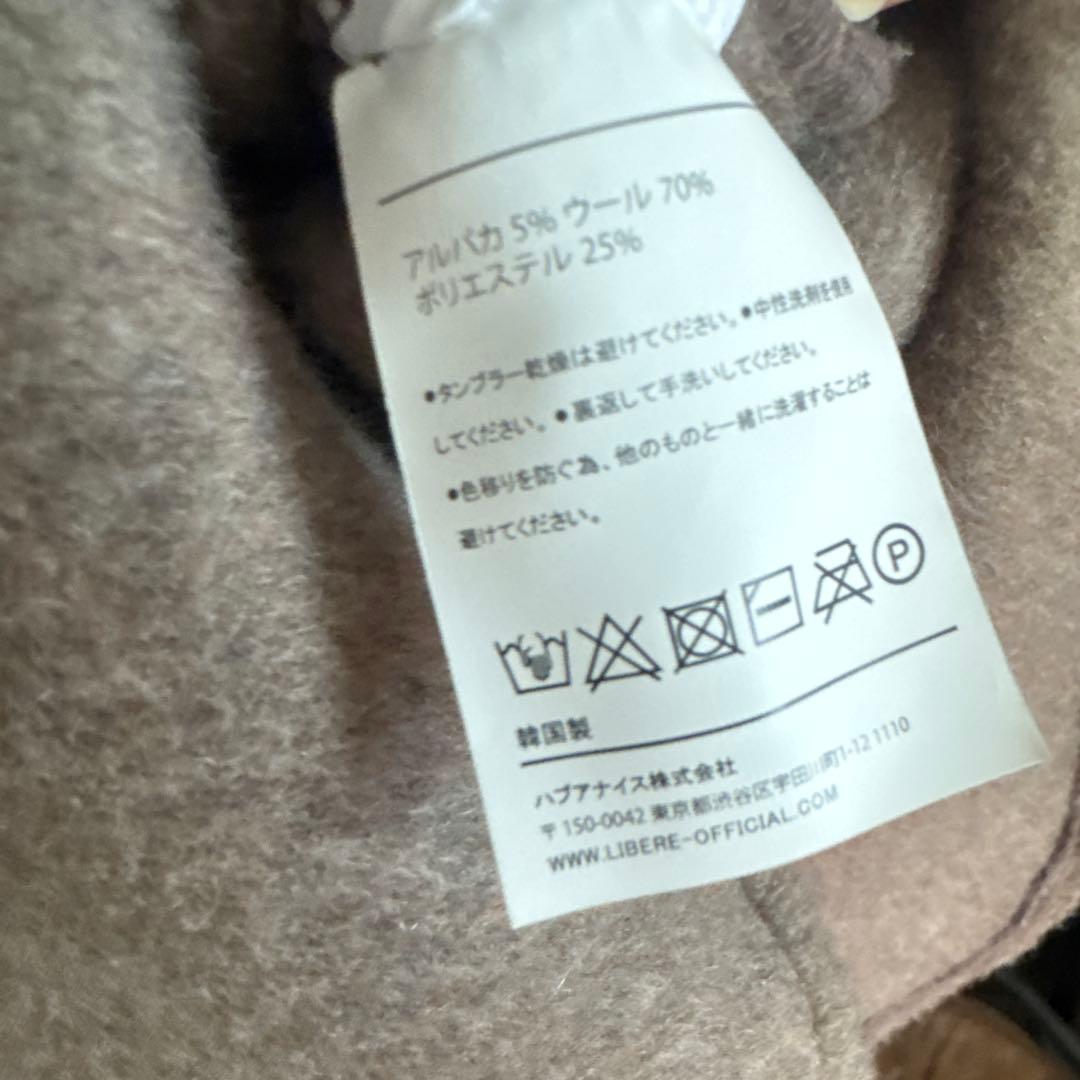 アルパカ 5% ウール 70%
ポリエステル 25%
●タンブラー乾燥は避けてください。●中性洗剤を使用
してください。●裏返して手洗いしてください。
●色移りを防ぐ為、他のものと一緒に洗濯することは
避けてください。
P
韓国製
ハブアナイス株式会社
〒150-0042 東京都渋谷区宇田川町1-12 1110
WWW.LIBERE-OFFICIAL.COM